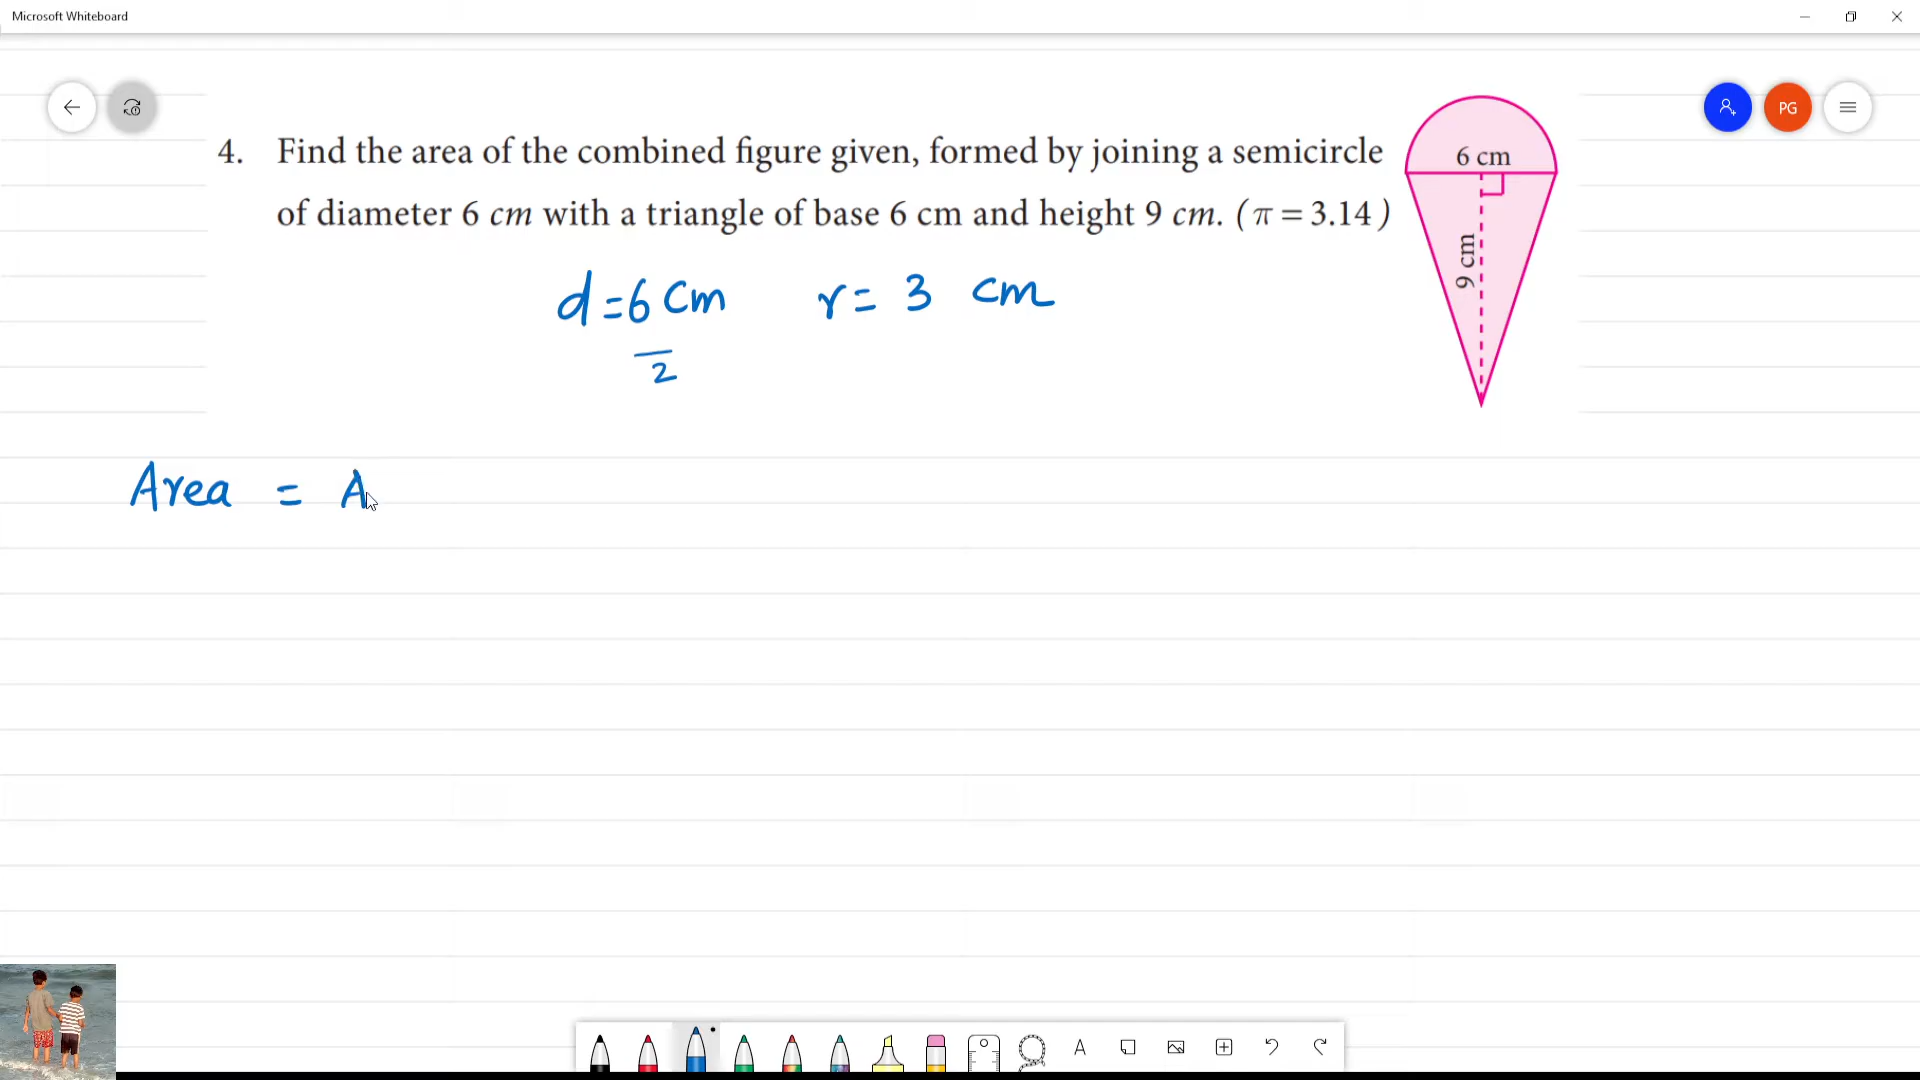 Microsoft Whiteboard
PG
4. Find the area of the combined figure given, formed by joining a semicircle
of diameter 6 cm with a triangle of base 6 cm and height 9 cm. (π = 3.14)
6 cm
9 cm
d = 6 cm r = 3 cm
2
Area = A
A